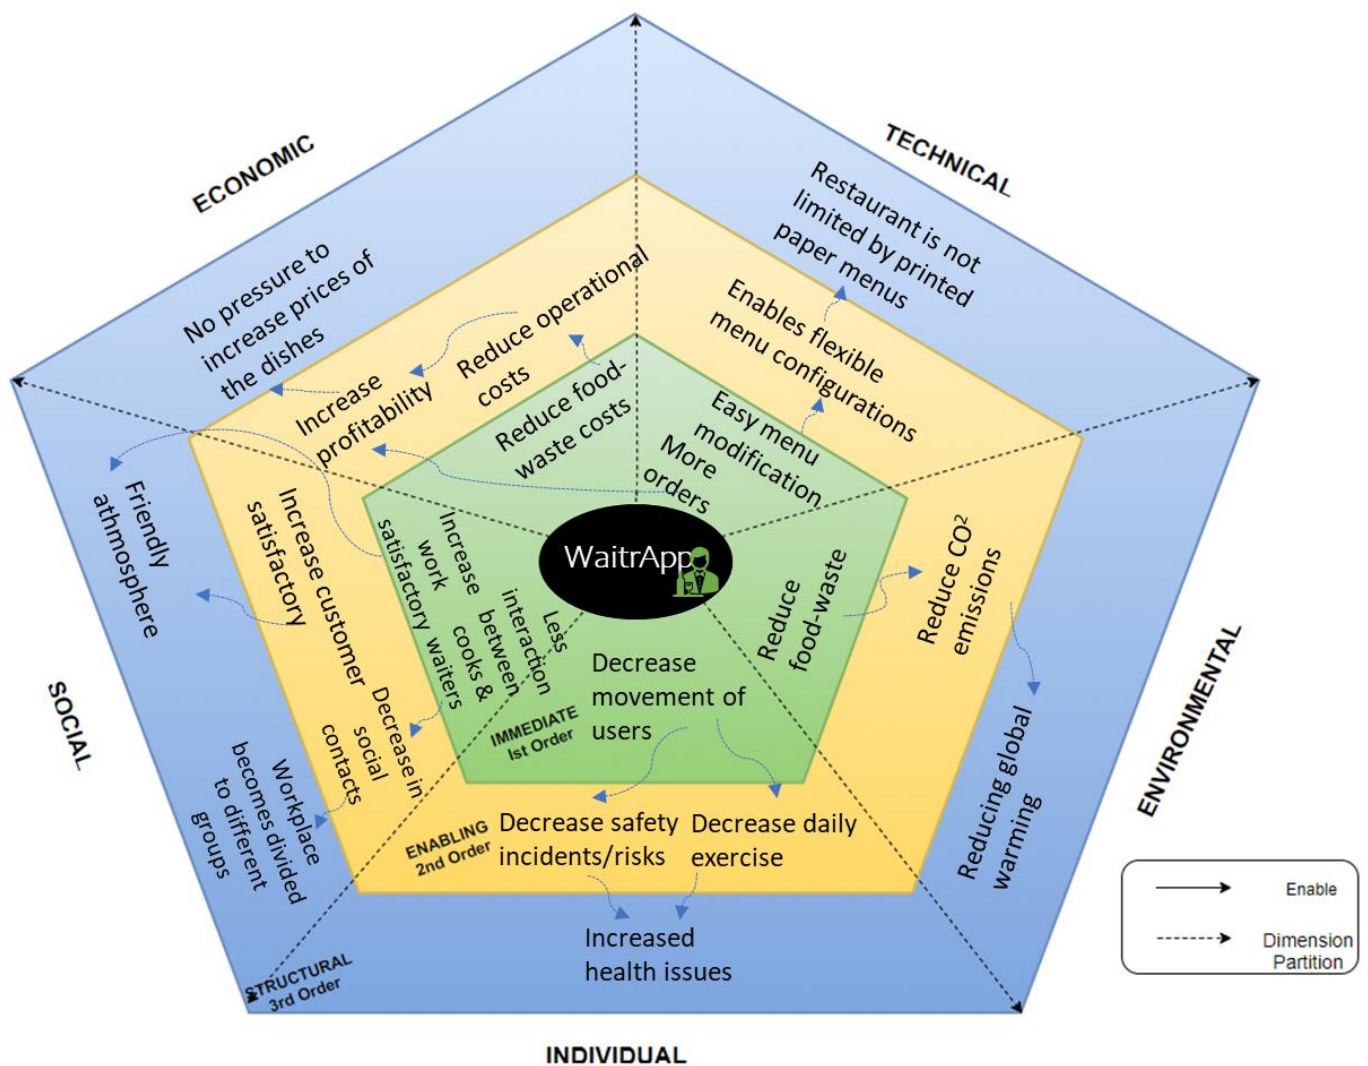 ECONOMIC
TECHNICAL
Restaurant is not
limited by printed
paper menus
No pressure to
increase prices of
the dishes
Reduce operational
costs
Increase
profitability
Enables flexible
menu configurations
Reduce food-
waste costs
Easy menu
modification
More
orders
Friendly
athmosphere
Increase customer
satisfactory
Increase
work
satisfactory
Less
interaction
between
cooks &
waiters
WaitrApp
Reduce
food-waste
Reduce CO2
emissions
Decrease
movement of
users
IMMEDIATE
Ist Order
SOCIAL
Decrease in
social
contacts
Workplace
becomes divided
to different
groups
ENVIRONMENTAL
Reducing global
warming
ENABLING
2nd Order
Decrease safety
incidents/risks
Decrease daily
exercise
Increased
health issues
STRUCTURAL
3rd Order
INDIVIDUAL
Enable
Dimension
Partition